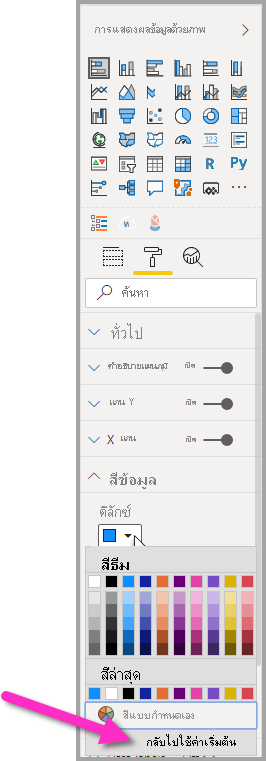 การแสดงผลข้อมูลด้วยภาพ
123
R Py
ค้นหา
ทั่วไป
คำอธิบายแผนภูมิ เปิด
แกน Y เปิด
X แกน เปิด
สีข้อมูล
ดีลักซ์
สีธีม
สีล่าสุด
สีแบบกำหนดเอง
กลับไปใช้ค่าเริ่มต้น